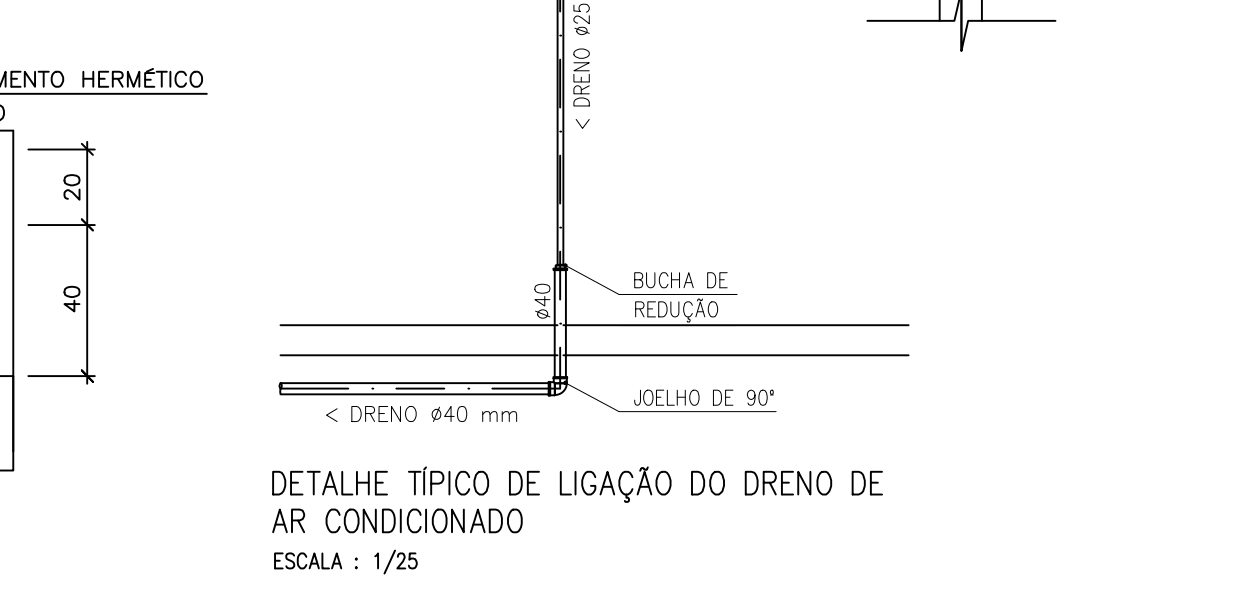 MENTO HERMÉTICO
20
40
< DRENO ø25
BUCHA DE
REDUÇÃO
ø40
JOELHO DE 90°
< DRENO ø40 mm
DETALHE TÍPICO DE LIGAÇÃO DO DRENO DE
AR CONDICIONADO
ESCALA : 1/25